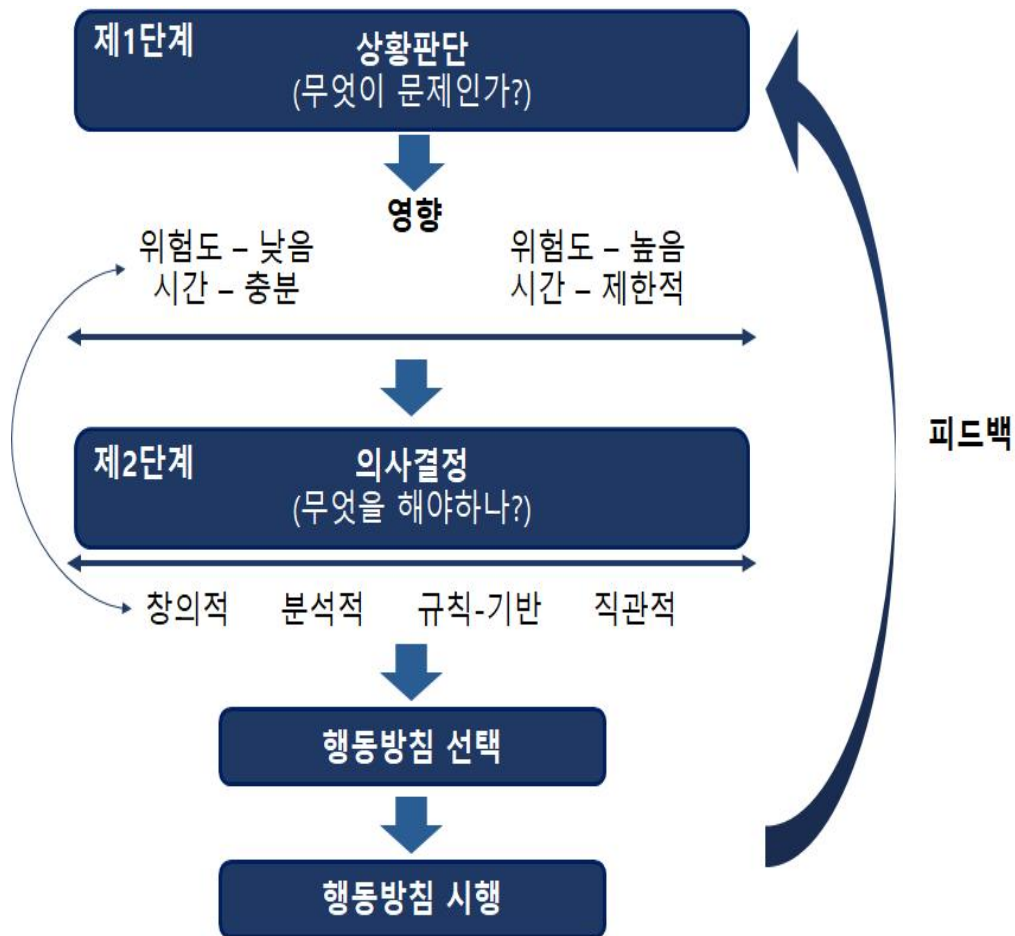 제1단계
상황판단
(무엇이 문제인가?)
영향
위험도 – 낮음
시간 – 충분
위험도 – 높음
시간 – 제한적
피드백
제2단계
의사결정
(무엇을 해야하나?)
창의적 분석적 규칙-기반 직관적
행동방침 선택
행동방침 시행